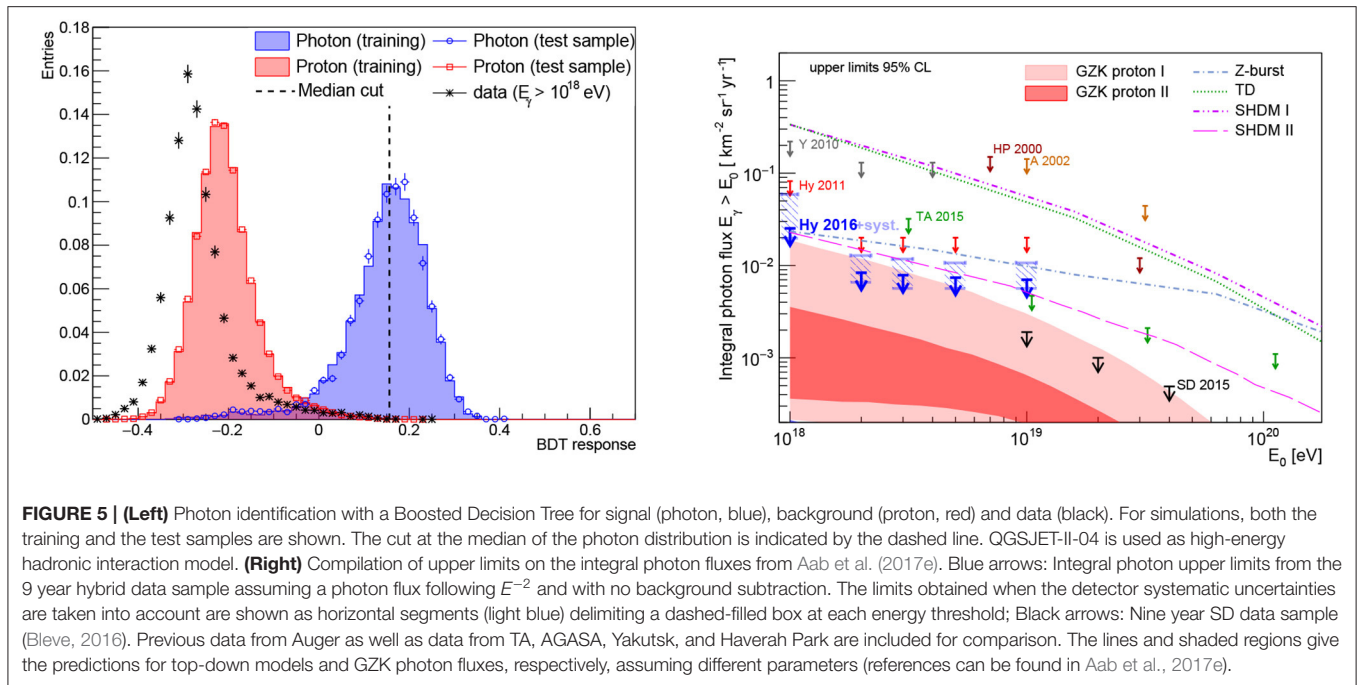 Entries
0.18
0.16
0.14
0.12
0.1
0.08
0.06
0.04
0.02
0
−0.4
−0.2
0
0.2
0.4
0.6
BDT response
Photon (training)
Photon (test sample)
Proton (training)
Proton (test sample)
Median cut
data (Eγ > 10^18 eV)
Integral photon flux Eγ > E0 [ km^-2 sr^-1 yr^-1]
1
10^-1
10^-2
10^-3
10^18
10^19
10^20
E0 [eV]
upper limits 95% CL
GZK proton I
GZK proton II
Z-burst
TD
SHDM I
SHDM II
Y 2010
HP 2000
A 2002
Hy 2011
Hy 2016+syst.
TA 2015
SD 2015
FIGURE 5 | (Left) Photon identification with a Boosted Decision Tree for signal (photon, blue), background (proton, red) and data (black). For simulations, both the
training and the test samples are shown. The cut at the median of the photon distribution is indicated by the dashed line. QGSJET-II-04 is used as high-energy
hadronic interaction model. (Right) Compilation of upper limits on the integral photon fluxes from Aab et al. (2017e). Blue arrows: Integral photon upper limits from the
9 year hybrid data sample assuming a photon flux following E^−2 and with no background subtraction. The limits obtained when the detector systematic uncertainties
are taken into account are shown as horizontal segments (light blue) delimiting a dashed-filled box at each energy threshold; Black arrows: Nine year SD data sample
(Bleve, 2016). Previous data from Auger as well as data from TA, AGASA, Yakutsk, and Haverah Park are included for comparison. The lines and shaded regions give
the predictions for top-down models and GZK photon fluxes, respectively, assuming different parameters (references can be found in Aab et al., 2017e).